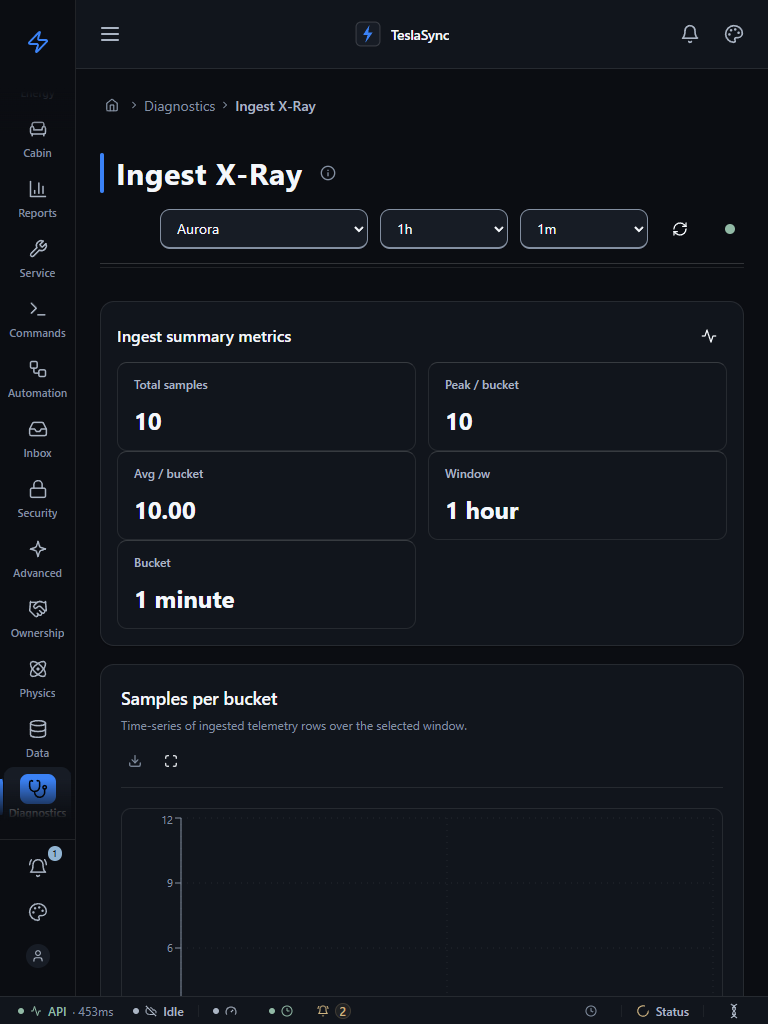 TeslaSync
Diagnostics
Ingest X-Ray
Energy
Cabin
Reports
Service
Commands
Automation
Inbox
Security
Advanced
Ownership
Physics
Data
Diagnostics
1
Ingest X-Ray
Aurora
1h
1m
Ingest summary metrics
Total samples
10
Peak / bucket
10
Avg / bucket
10.00
Window
1 hour
Bucket
1 minute
Samples per bucket
Time-series of ingested telemetry rows over the selected window.
12
9
6
API · 453ms
Idle
2
Status